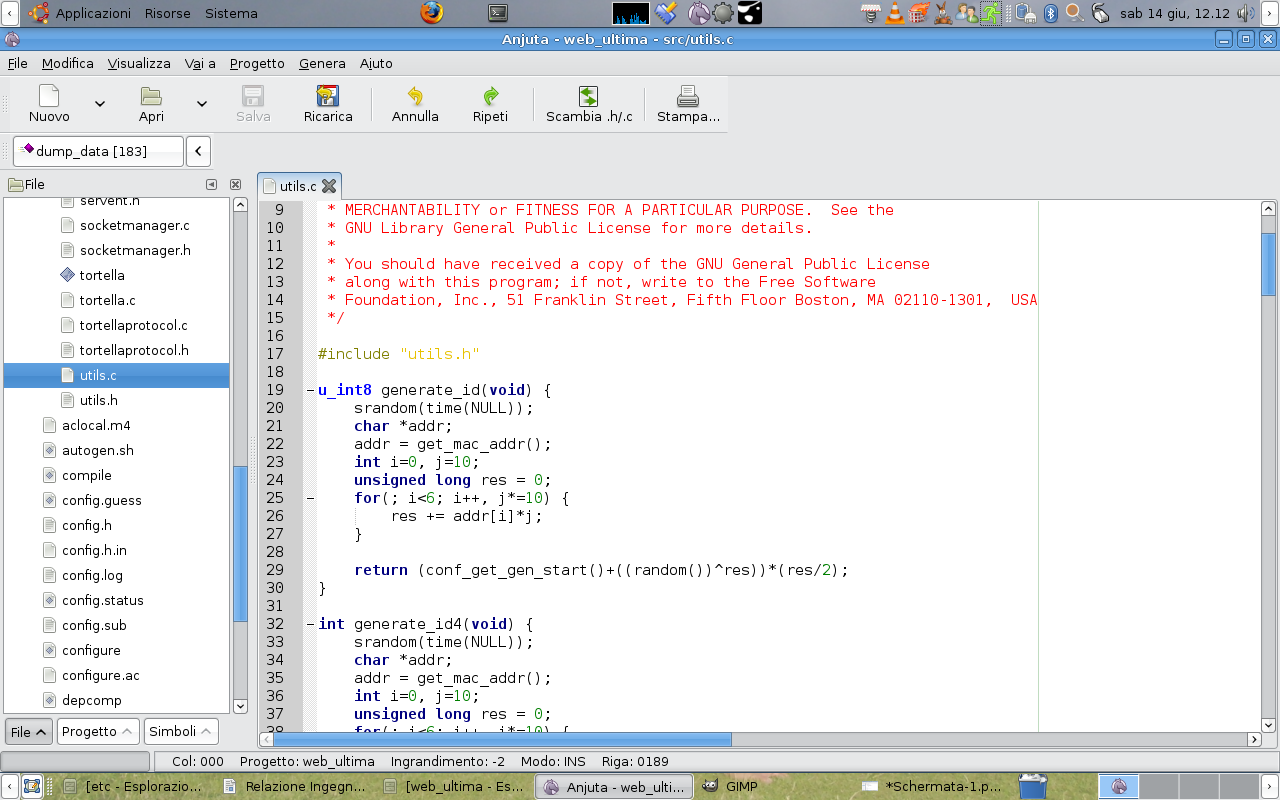 Applicazioni Risorse Sistema sab 14 giu, 12.12
Anjuta - web_ultima - src/utils.c
File Modifica Visualizza Vai a Progetto Genera Aiuto
Nuovo Apri Salva Ricarica Annulla Ripeti Scambia .h/.c Stampa...
dump_data [183]
File
utils.c
servent.h
socketmanager.c
socketmanager.h
tortella
tortella.c
tortellaprotocol.c
tortellaprotocol.h
utils.c
utils.h
aclocal.m4
autogen.sh
compile
config.guess
config.h
config.h.in
config.log
config.status
config.sub
configure
configure.ac
depcomp
File Progetto Simboli
9 * MERCHANTABILITY or FITNESS FOR A PARTICULAR PURPOSE.  See the
10 * GNU Library General Public License for more details.
11 *
12 * You should have received a copy of the GNU General Public License
13 * along with this program; if not, write to the Free Software
14 * Foundation, Inc., 51 Franklin Street, Fifth Floor Boston, MA 02110-1301,  USA
15 */
16
17 #include "utils.h"
18
19 u_int8 generate_id(void) {
20     srandom(time(NULL));
21     char *addr;
22     addr = get_mac_addr();
23     int i=0, j=10;
24     unsigned long res = 0;
25     for(; i<6; i++, j*=10) {
26         res += addr[i]*j;
27     }
28
29     return (conf_get_gen_start()+((random())^res))*(res/2);
30 }
31
32 int generate_id4(void) {
33     srandom(time(NULL));
34     char *addr;
35     addr = get_mac_addr();
36     int i=0, j=10;
37     unsigned long res = 0;
38     for(; i<6; i++, j*=10) {
Col: 000 Progetto: web_ultima Ingrandimento: -2 Modo: INS Riga: 0189
[etc - Esplorazio... Relazione Ingegn... [web_ultima - Es... Anjuta - web_ulti... GIMP *Schermata-1.p...